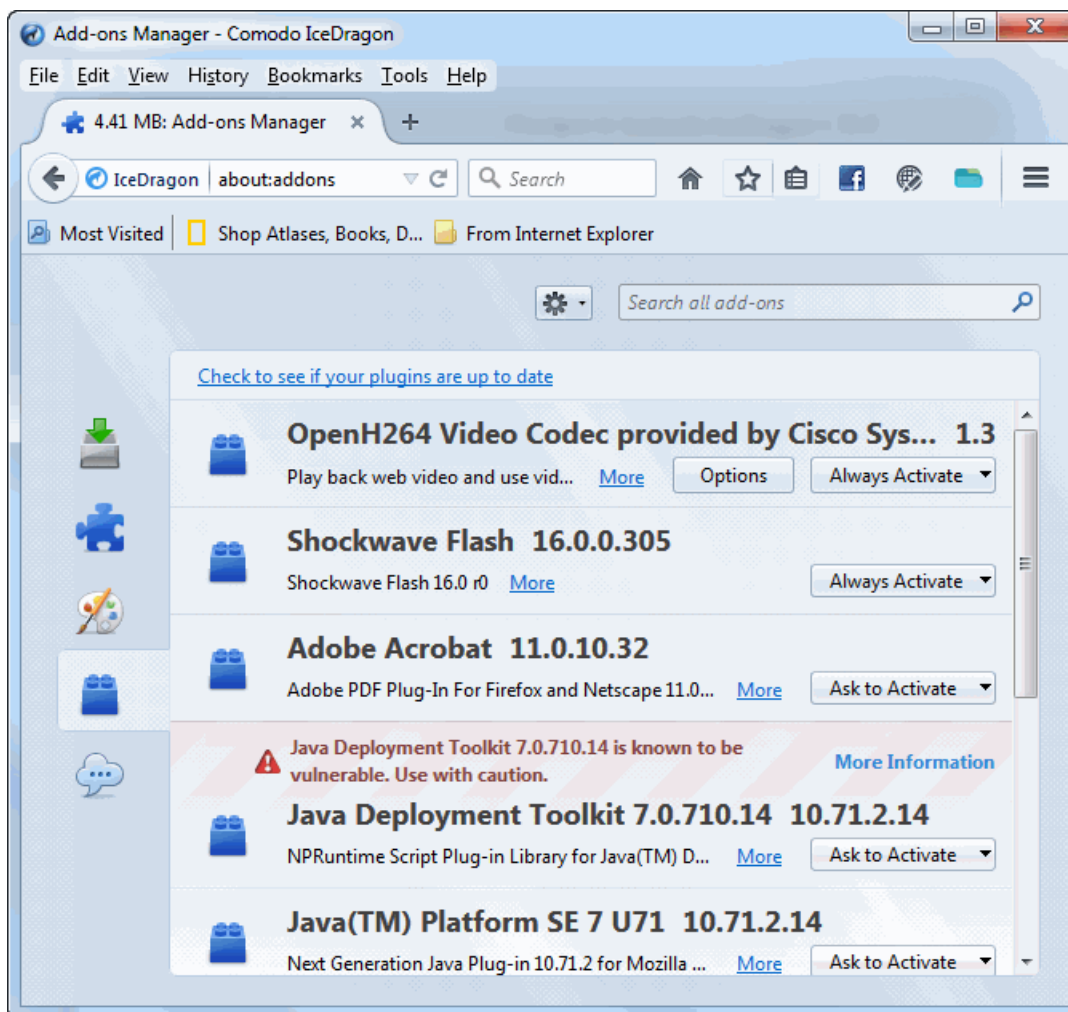 Add-ons Manager - Comodo IceDragon
File Edit View History Bookmarks Tools Help
4.41 MB: Add-ons Manager
IceDragon about:addons Search
Most Visited Shop Atlases, Books, D... From Internet Explorer
Search all add-ons
Check to see if your plugins are up to date
OpenH264 Video Codec provided by Cisco Sys... 1.3
Play back web video and use vid... More Options Always Activate
Shockwave Flash 16.0.0.305
Shockwave Flash 16.0 r0 More Always Activate
Adobe Acrobat 11.0.10.32
Adobe PDF Plug-In For Firefox and Netscape 11.0... More Ask to Activate
Java Deployment Toolkit 7.0.710.14 is known to be
vulnerable. Use with caution. More Information
Java Deployment Toolkit 7.0.710.14 10.71.2.14
NPRuntime Script Plug-in Library for Java(TM) D... More Ask to Activate
Java(TM) Platform SE 7 U71 10.71.2.14
Next Generation Java Plug-in 10.71.2 for Mozilla ... More Ask to Activate